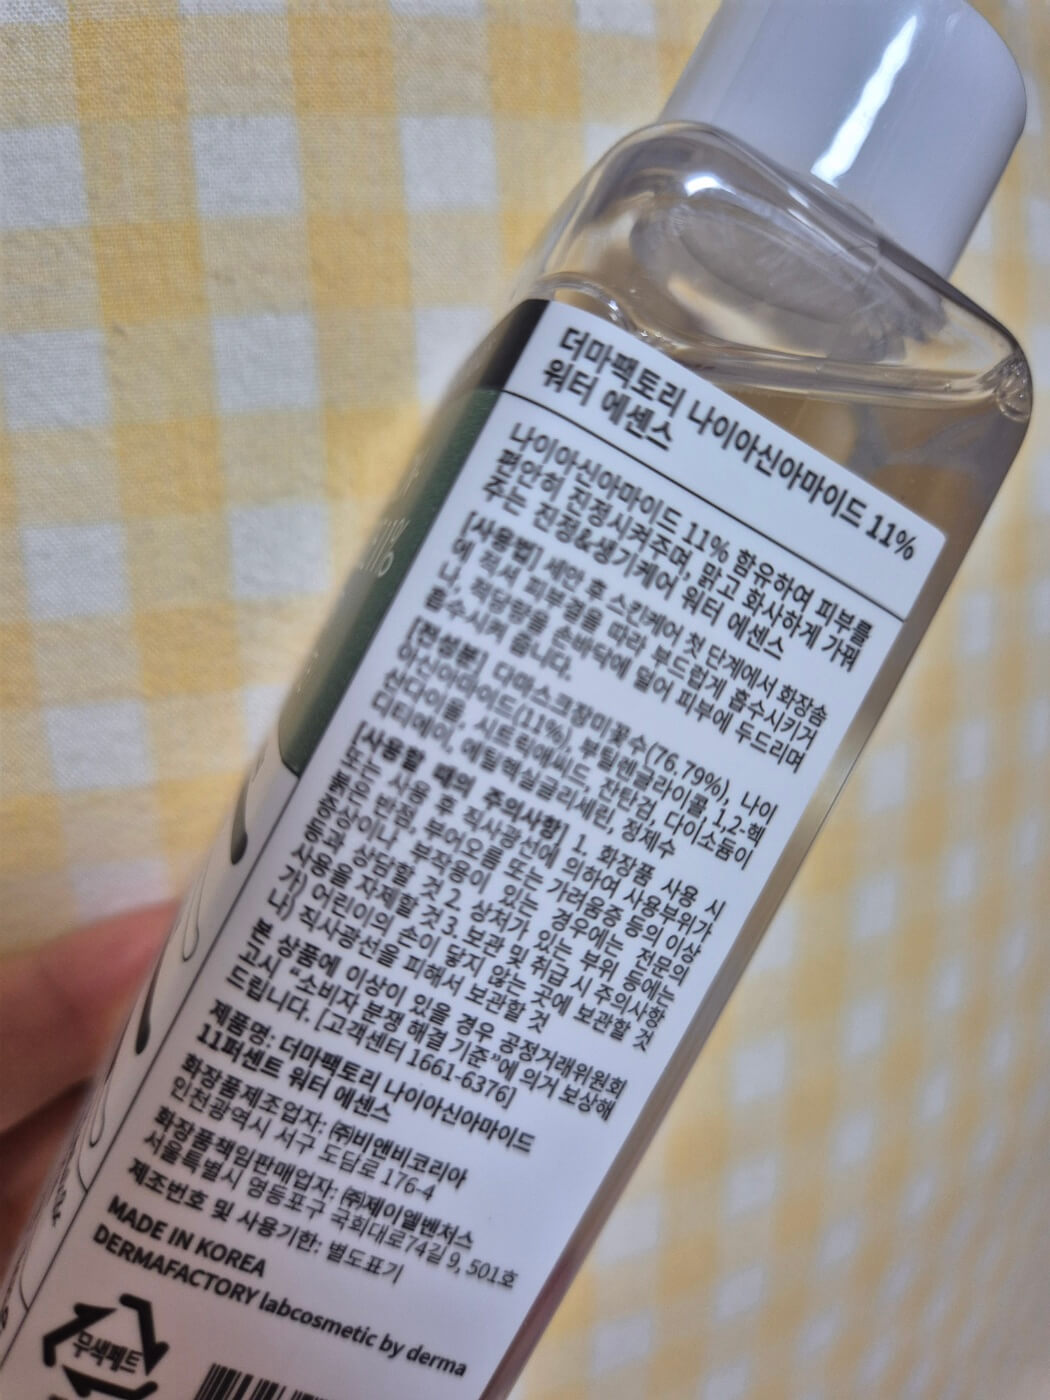 더마팩토리 나이아신아마이드 11%
워터 에센스
나이아신아마이드 11% 함유하여 피부를
편안히 진정시켜주며, 맑고 화사하게 가꿔
주는 진정&생기케어 워터 에센스
[사용법] 세안 후 스킨케어 첫 단계에서 화장솜
에 적셔 피부결을 따라 부드럽게 흡수시키거
나, 적당량을 손바닥에 덜어 피부에 두드리며
흡수시켜 줍니다.
[전성분] 다마스크장미꽃수(76.79%), 나이
아신아마이드(11%), 부틸렌글라이콜, 1,2-헥
산다이올, 시트릭애씨드, 잔탄검, 다이소듐이
디티에이, 에틸헥실글리세린, 정제수
[사용할 때의 주의사항] 1. 화장품 사용 시
또는 사용 후 직사광선에 의하여 사용부위가
붉은 반점, 부어오름 또는 가려움증 등의 이상
증상이나 부작용이 있는 경우에는 전문의
등과 상담할 것 2. 상처가 있는 부위 등에는
사용을 자제할 것 3. 보관 및 취급 시 주의사항
가) 어린이의 손이 닿지 않는 곳에 보관할 것
나) 직사광선을 피해서 보관할 것
본 상품에 이상이 있을 경우 공정거래위원회
고시 "소비자 분쟁 해결 기준"에 의거 보상해
드립니다. [고객센터 1661-6376]
제품명: 더마팩토리 나이아신아마이드
11퍼센트 워터 에센스
화장품제조업자: ㈜비앤비코리아
인천광역시 서구 도담로 176-4
화장품책임판매업자: ㈜제이엘벤처스
서울특별시 영등포구 국회대로74길 9, 501호
제조번호 및 사용기한: 별도표기
MADE IN KOREA
DERMAFACTORY labcosmetic by derma
무색페트